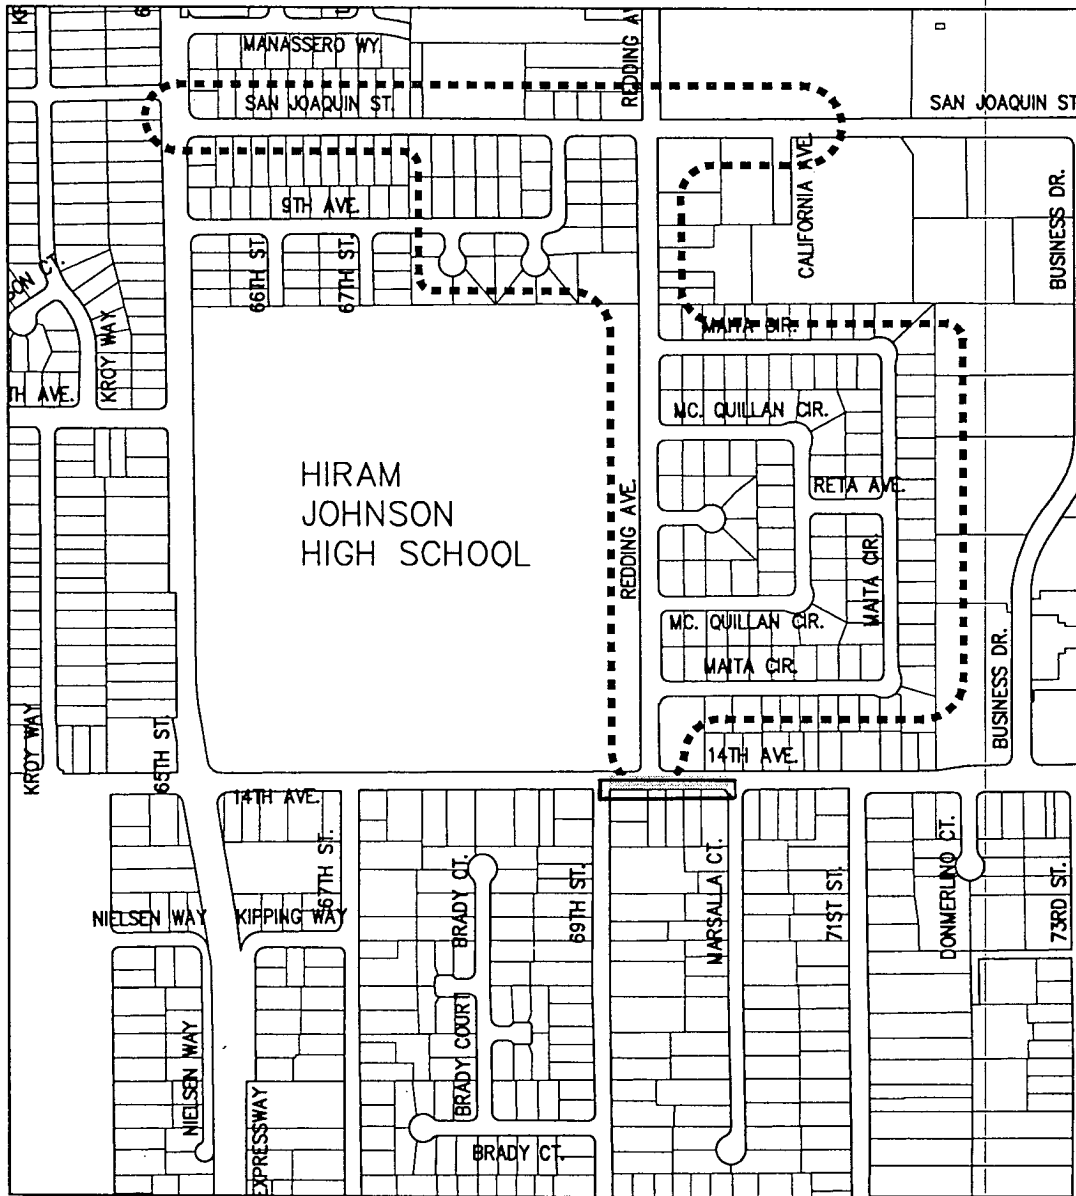 MANASSERO WY.
REDDING AV
SAN JOAQUIN ST.
SAN JOAQUIN ST
9TH AVE.
CALIFORNIA AVE.
BUSINESS DR.
66TH ST.
67TH ST.
SON CT.
KROY WAY
MAITA CIR.
TH AVE.
MC. QUILLAN CIR.
HIRAM
JOHNSON
HIGH SCHOOL
RETA AVE.
REDDING AVE.
MAITA CIR.
MC. QUILLAN CIR.
MAITA CIR.
BUSINESS DR.
KROY WAY
65TH ST.
14TH AVE.
14TH AVE.
67TH ST.
BRADY CT.
69TH ST.
MARSALLA CT.
71ST ST.
DONMERLINO CT.
73RD ST.
NIELSEN WAY
KIPPING WAY
NIELSEN WAY
BRADY COURT
EXPRESSWAY
BRADY CT.